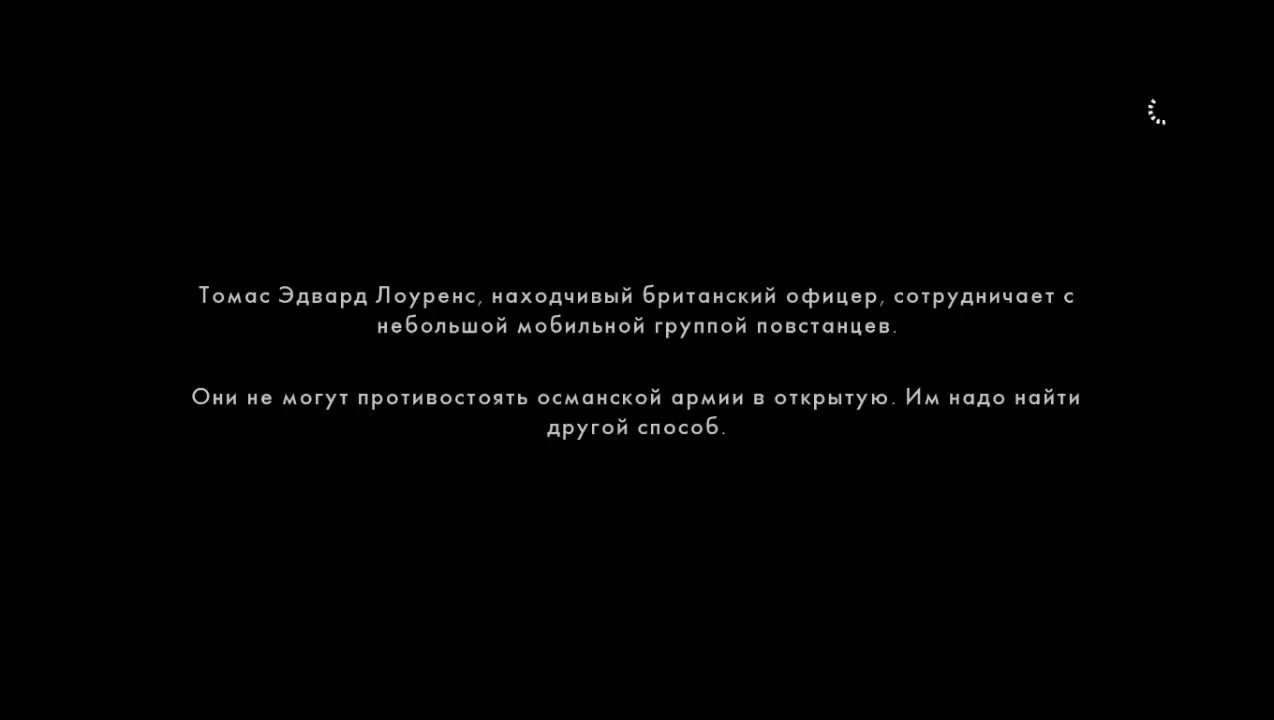 Томас Эдвард Лоуренс, находчивый британский офицер, сотрудничает с
небольшой мобильной группой повстанцев.
Они не могут противостоять османской армии в открытую. Им надо найти
другой способ.